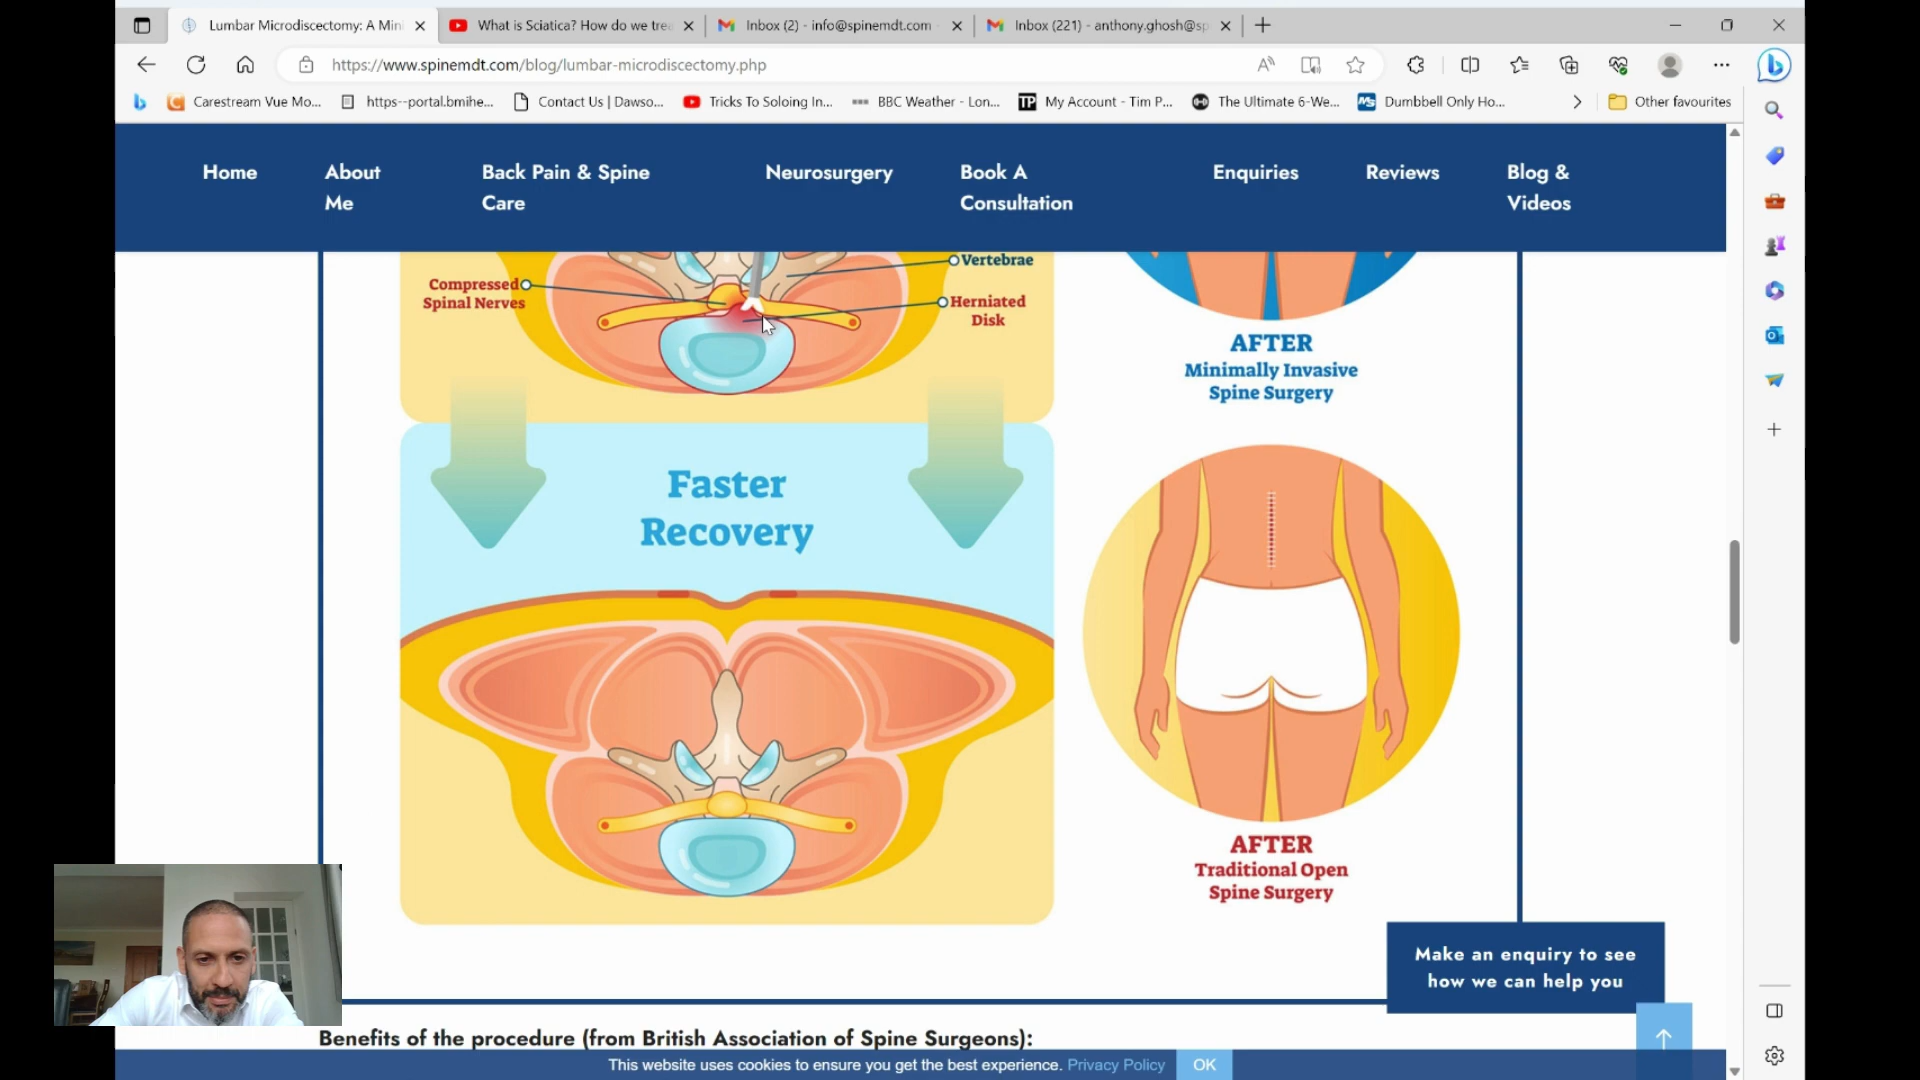 Lumbar Microdiscectomy: A Min
What is Sciatica? How do we trea
Inbox (2) - info@spinemdt.com -
Inbox (221) - anthony.ghosh@sp
https://www.spinemdt.com/blog/lumbar-microdiscectomy.php
Carestream Vue Mo...
https--portal.bmihe...
Contact Us | Dawso...
Tricks To Soloing In...
BBC Weather - Lon...
TP My Account - Tim P...
The Ultimate 6-We...
Dumbbell Only Ho...
Other favourites
Home
About
Me
Back Pain & Spine
Care
Neurosurgery
Book A
Consultation
Enquiries
Reviews
Blog &
Videos
Compressed
Spinal Nerves
Vertebrae
Herniated
Disk
AFTER
Minimally Invasive
Spine Surgery
Faster
Recovery
AFTER
Traditional Open
Spine Surgery
Make an enquiry to see
how we can help you
Benefits of the procedure (from British Association of Spine Surgeons):
This website uses cookies to ensure you get the best experience. Privacy Policy OK